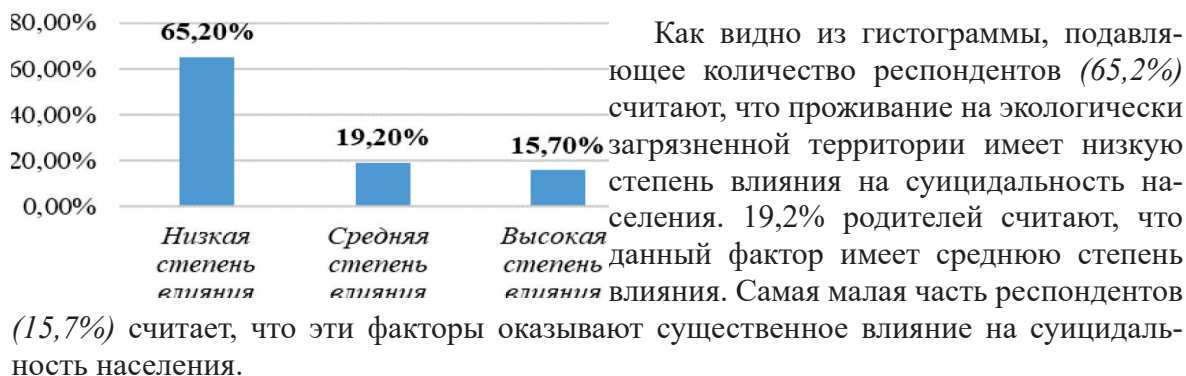 80,00%
60,00%
40,00%
20,00%
0,00%
65,20%
19,20%
15,70%
Низкая
степень
влияния
Средняя
степень
влияния
Высокая
степень
влияния
Как видно из гистограммы, подавля-
ющее количество респондентов (65,2%)
считают, что проживание на экологически
загрязненной территории имеет низкую
степень влияния на суицидальность на-
селения. 19,2% родителей считают, что
данный фактор имеет среднюю степень
влияния. Самая малая часть респондентов
(15,7%) считает, что эти факторы оказывают существенное влияние на суицидаль-
ность населения.